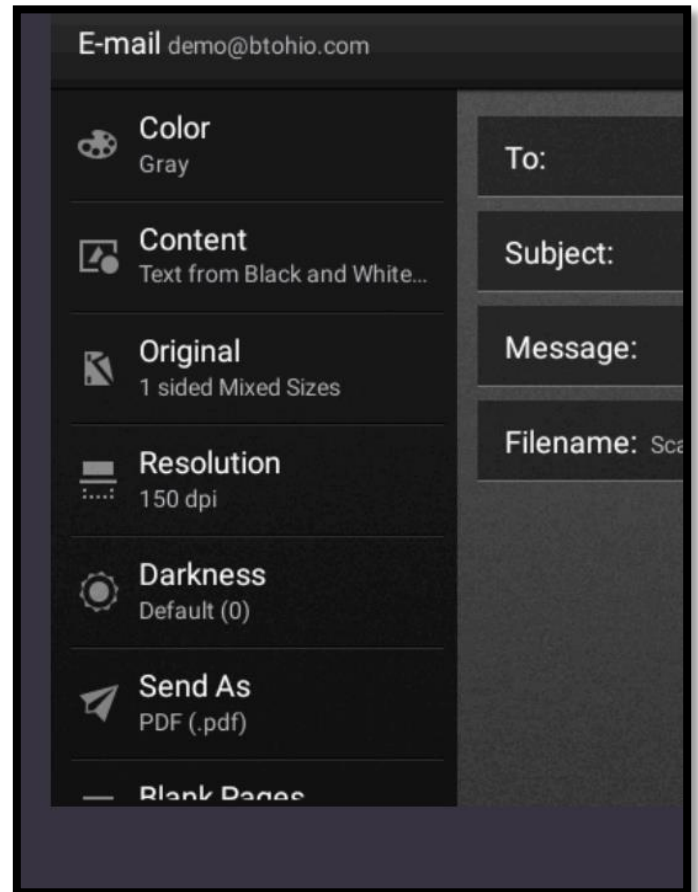 E-mail demo@btohio.com
Color
Gray
Content
Text from Black and White...
Original
1 sided Mixed Sizes
Resolution
150 dpi
Darkness
Default (0)
Send As
PDF (.pdf)
Blank Pages
To:
Subject:
Message:
Filename: Sca